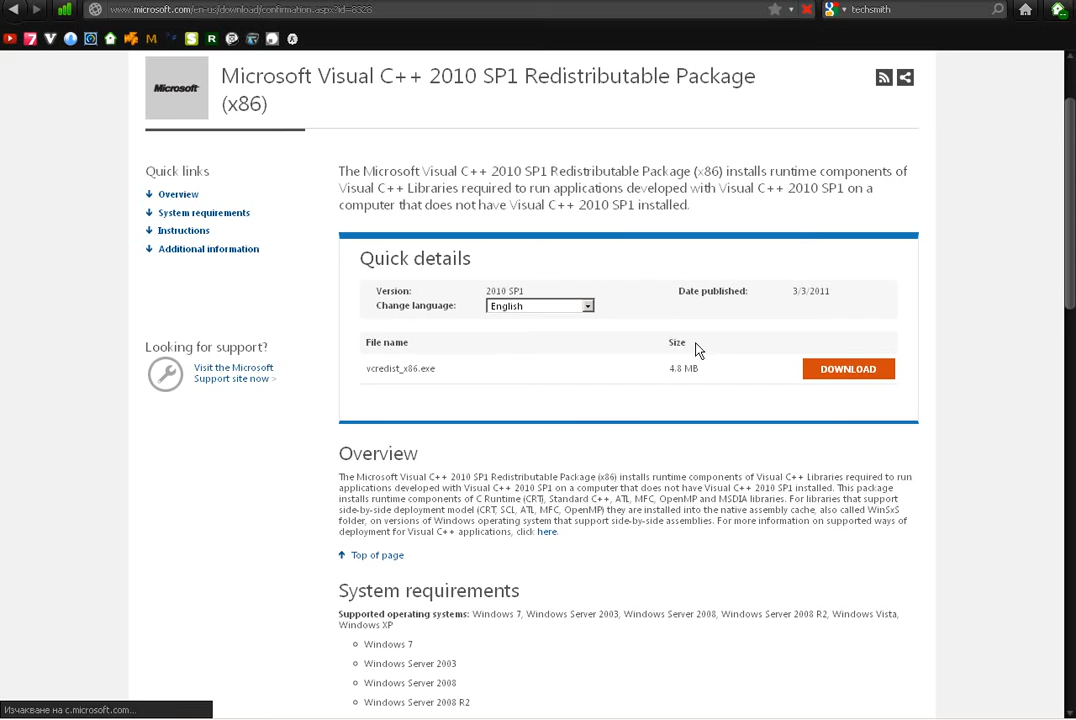 www.microsoft.com/en-us/download/confirmation.aspx?id=8328
techsmith
Microsoft
Microsoft Visual C++ 2010 SP1 Redistributable Package
(x86)
Quick links
Overview
System requirements
Instructions
Additional information
Looking for support?
Visit the Microsoft
Support site now >
The Microsoft Visual C++ 2010 SP1 Redistributable Package (x86) installs runtime components of
Visual C++ Libraries required to run applications developed with Visual C++ 2010 SP1 on a
computer that does not have Visual C++ 2010 SP1 installed.
Quick details
Version: 2010 SP1 Date published: 3/3/2011
Change language: English
File name Size
vcredist_x86.exe 4.8 MB DOWNLOAD
Overview
The Microsoft Visual C++ 2010 SP1 Redistributable Package (x86) installs runtime components of Visual C++ Libraries required to run
applications developed with Visual C++ 2010 SP1 on a computer that does not have Visual C++ 2010 SP1 installed. This package
installs runtime components of C Runtime (CRT), Standard C++, ATL, MFC, OpenMP and MSDIA libraries. For libraries that support
side-by-side deployment model (CRT, SCL, ATL, MFC, OpenMP) they are installed into the native assembly cache, also called WinSxS
folder, on versions of Windows operating system that support side-by-side assemblies. For more information on supported ways of
deployment for Visual C++ applications, click here.
Top of page
System requirements
Supported operating systems: Windows 7, Windows Server 2003, Windows Server 2008, Windows Server 2008 R2, Windows Vista,
Windows XP
Windows 7
Windows Server 2003
Windows Server 2008
Windows Server 2008 R2
Изчакване на c.microsoft.com...